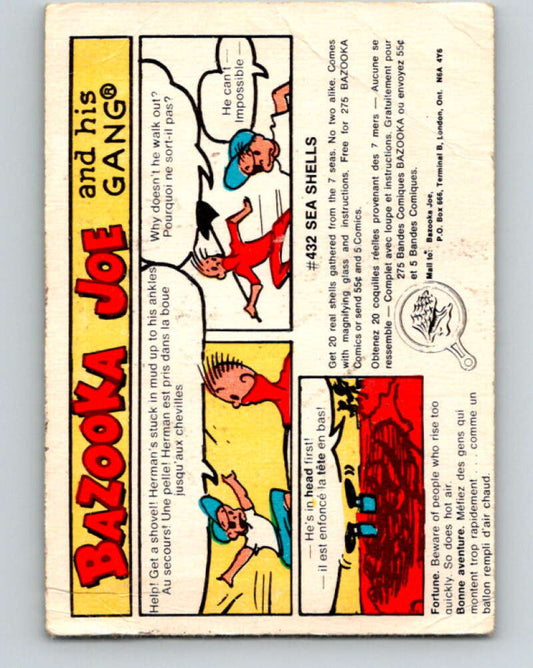 BAZOOKA JOE
and his
GANG®
Help! Get a shovel! Herman's stuck in mud up to his ankles
Au secours! Une pelle! Herman est pris dans la boue
jusqu'aux chevilles
Why doesn't he walk out?
Pourquoi ne sort-il pas?
He can't —
Impossible —
— He's in head first!
— il est enfoncé la tête en bas!
#432 SEA SHELLS
Get 20 real shells gathered from the 7 seas. No two alike. Comes
with magnifying glass and instructions. Free for 275 BAZOOKA
Comics or send 55¢ and 5 Comics.
Obtenez 20 coquilles réelles provenant des 7 mers — Aucune se
ressemble — Complet avec loupe et instructions. Gratuitement pour
275 Bandes Comiques BAZOOKA ou envoyez 55¢
et 5 Bandes Comiques.
Mail to: Bazooka Joe,
P.O. Box 666, Terminal B, London, Ont. N6A 4Y6
Fortune. Beware of people who rise too
quickly. So does hot air.
Bonne aventure. Méfiez des gens qui
montent trop rapidement . . . comme un
ballon rempli d'air chaud.